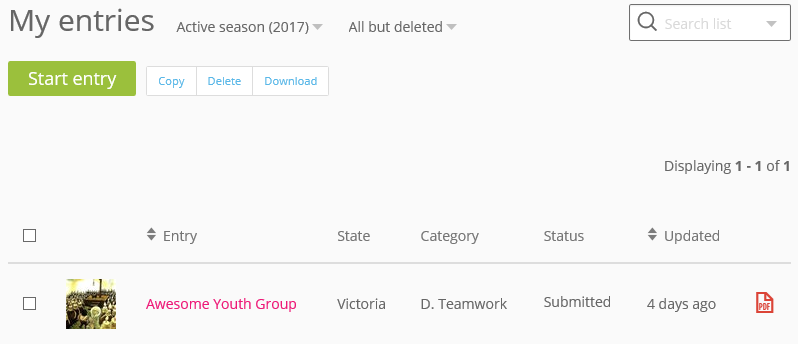 My entries Active season (2017) All but deleted Search list
Start entry Copy Delete Download
Displaying 1 - 1 of 1
Entry State Category Status Updated
Awesome Youth Group Victoria D. Teamwork Submitted 4 days ago PDF